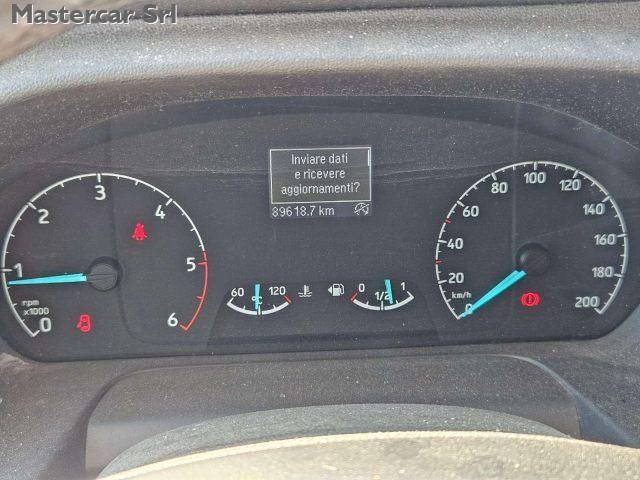 Mastercar Srl
Inviare dati
e ricevere
aggiornamenti?
89618.7 km
0 1 2 3 4 5 6
rpm
x1000
60 120
°C
0 1/2 1
0 20 40 60 80 100 120 140 160 180 200
km/h